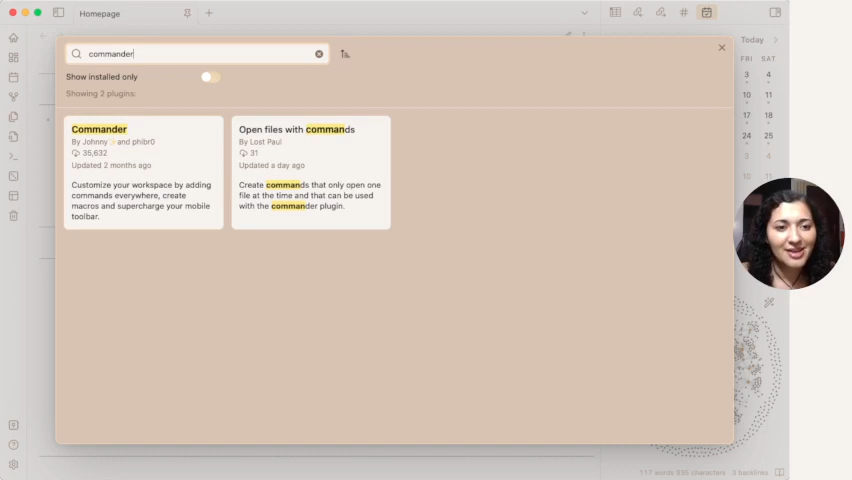 Homepage
commander
Show installed only
Showing 2 plugins:
Commander
By Johnny✨and phibr0
35,632
Updated 2 months ago
Customize your workspace by adding
commands everywhere, create
macros and supercharge your mobile
toolbar.
Open files with commands
By Lost Paul
31
Updated a day ago
Create commands that only open one
file at the time and that can be used
with the commander plugin.
Today
FRI SAT
3 4
10 11
17 18
24 25
3 4
10 11
117 words 935 characters 3 backlinks